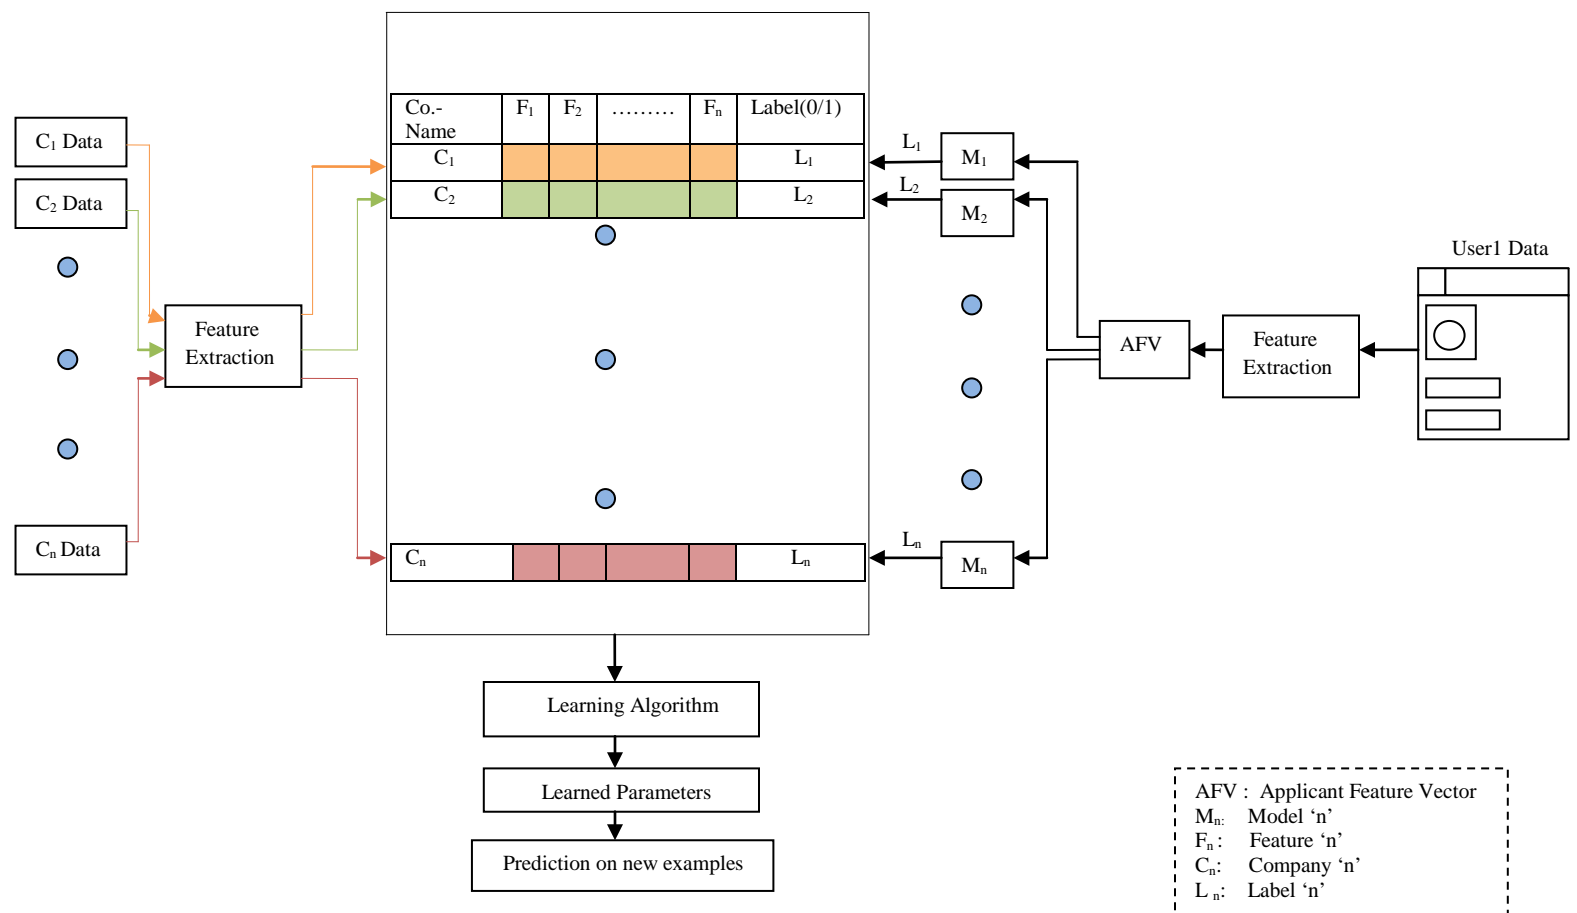 C1 Data
C2 Data
Cn Data
Feature
Extraction
Co.-
Name
F1 F2 ……… Fn Label(0/1)
C1 L1
C2 L2
Cn Ln
L1
L2
Ln
M1
M2
Mn
AFV
Feature
Extraction
User1 Data
Learning Algorithm
Learned Parameters
Prediction on new examples
AFV : Applicant Feature Vector
Mn: Model ‘n’
Fn : Feature ‘n’
Cn: Company ‘n’
L n: Label ‘n’